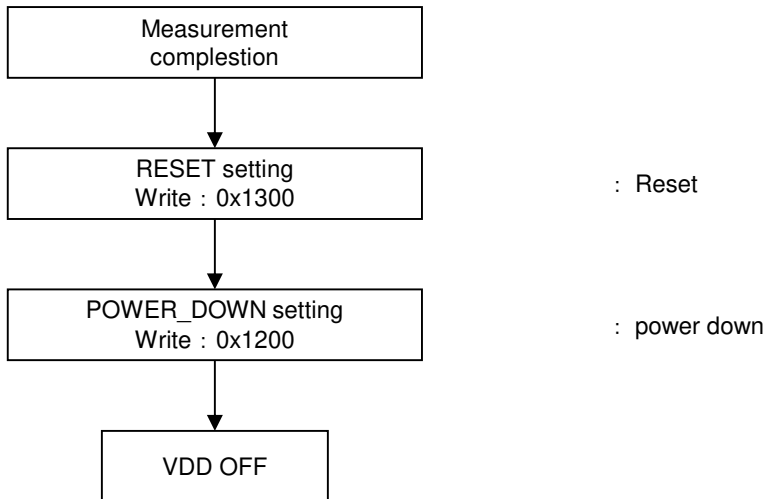 Measurement
complestion
RESET setting
Write : 0x1300
: Reset
POWER_DOWN setting
Write : 0x1200
: power down
VDD OFF